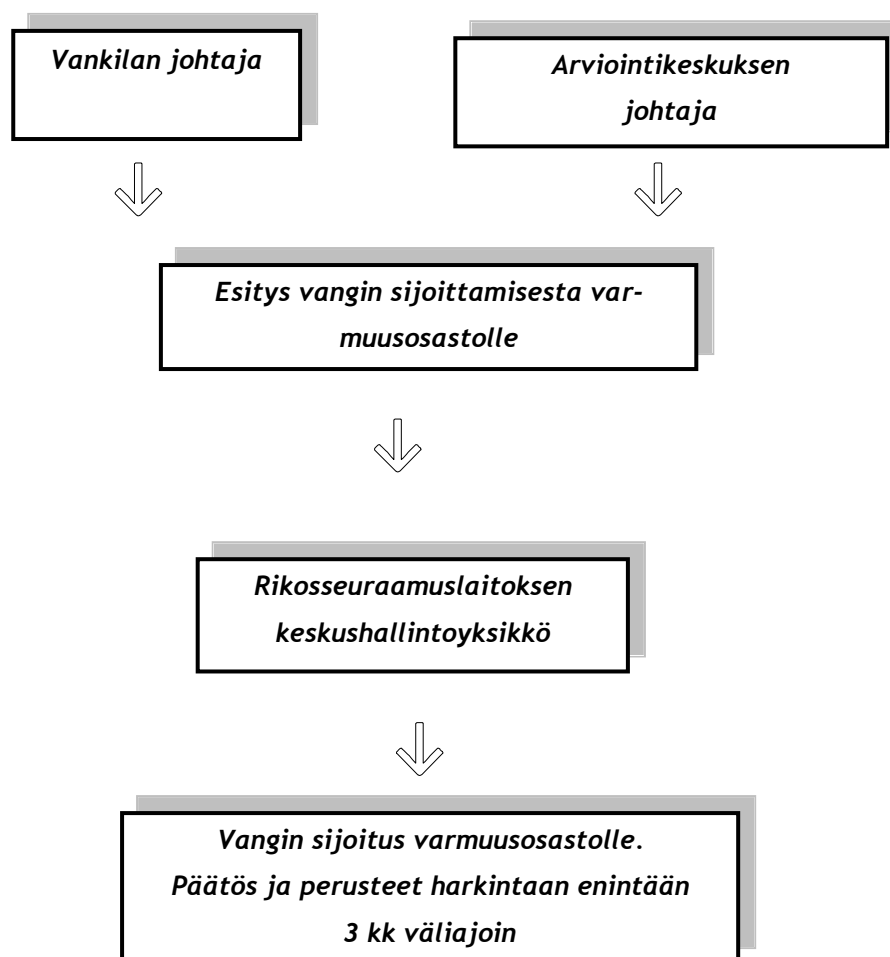 Vankilan johtaja
Arviointikeskuksen
johtaja
Esitys vangin sijoittamisesta var-
muusosastolle
Rikosseuraamuslaitoksen
keskushallintoyksikkö
Vangin sijoitus varmuusosastolle.
Päätös ja perusteet harkintaan enintään
3 kk väliajoin